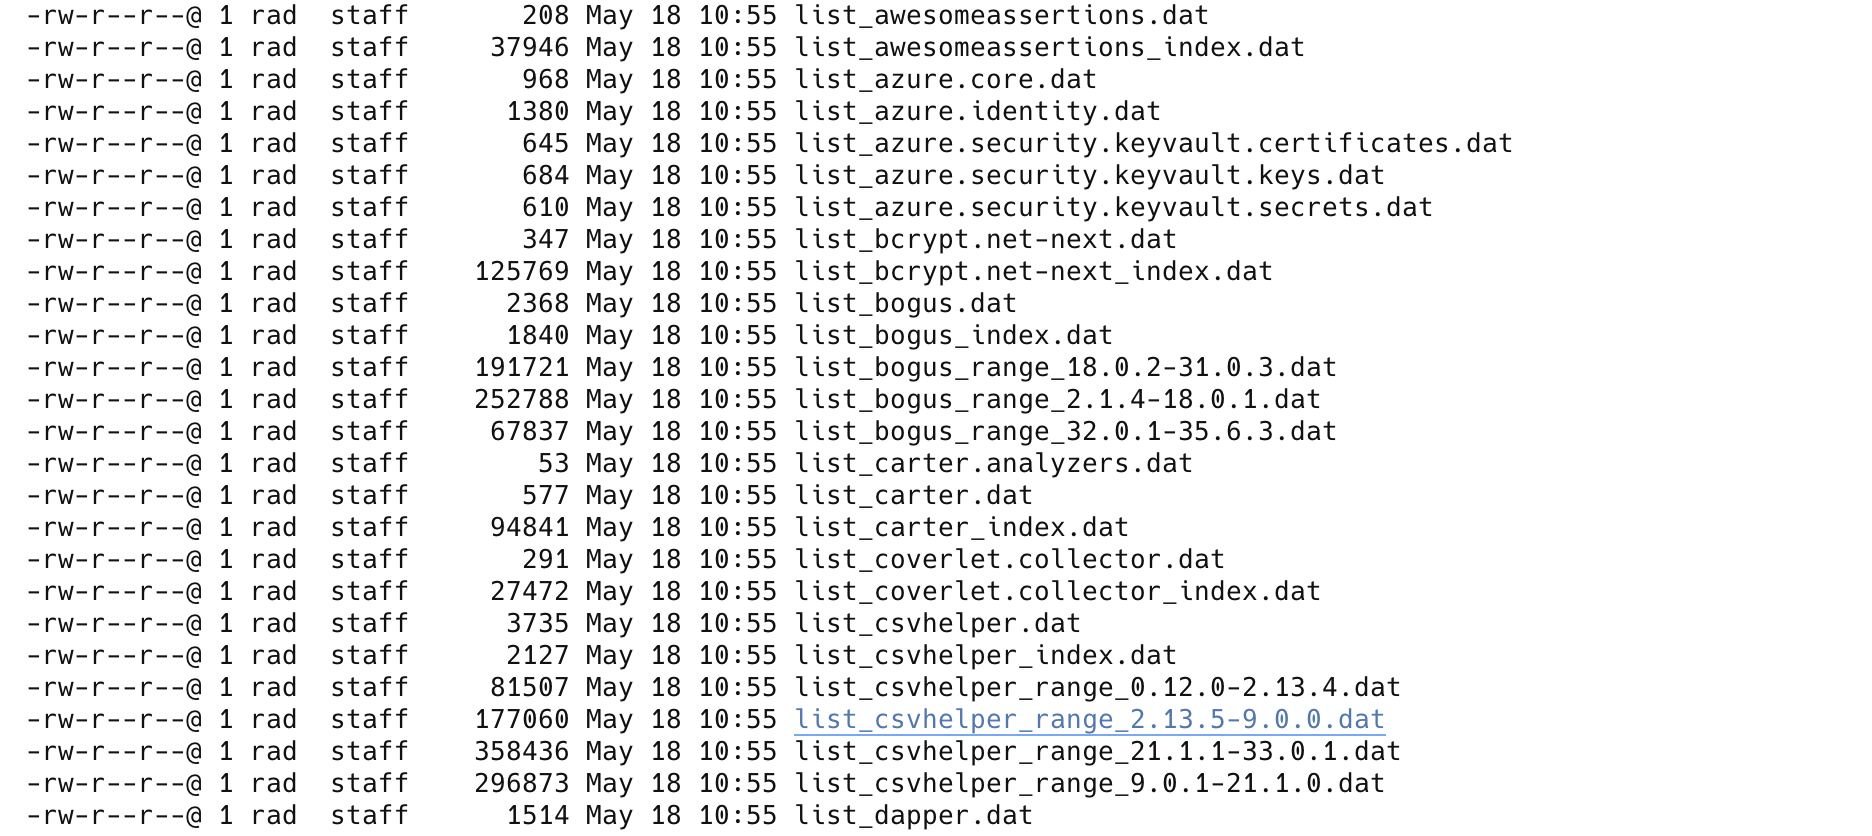 -rw-r--r--@ 1 rad  staff     208 May 18 10:55 list_awesomeassertions.dat
-rw-r--r--@ 1 rad  staff   37946 May 18 10:55 list_awesomeassertions_index.dat
-rw-r--r--@ 1 rad  staff     968 May 18 10:55 list_azure.core.dat
-rw-r--r--@ 1 rad  staff    1380 May 18 10:55 list_azure.identity.dat
-rw-r--r--@ 1 rad  staff     645 May 18 10:55 list_azure.security.keyvault.certificates.dat
-rw-r--r--@ 1 rad  staff     684 May 18 10:55 list_azure.security.keyvault.keys.dat
-rw-r--r--@ 1 rad  staff     610 May 18 10:55 list_azure.security.keyvault.secrets.dat
-rw-r--r--@ 1 rad  staff     347 May 18 10:55 list_bcrypt.net-next.dat
-rw-r--r--@ 1 rad  staff  125769 May 18 10:55 list_bcrypt.net-next_index.dat
-rw-r--r--@ 1 rad  staff    2368 May 18 10:55 list_bogus.dat
-rw-r--r--@ 1 rad  staff    1840 May 18 10:55 list_bogus_index.dat
-rw-r--r--@ 1 rad  staff  191721 May 18 10:55 list_bogus_range_18.0.2-31.0.3.dat
-rw-r--r--@ 1 rad  staff  252788 May 18 10:55 list_bogus_range_2.1.4-18.0.1.dat
-rw-r--r--@ 1 rad  staff   67837 May 18 10:55 list_bogus_range_32.0.1-35.6.3.dat
-rw-r--r--@ 1 rad  staff      53 May 18 10:55 list_carter.analyzers.dat
-rw-r--r--@ 1 rad  staff     577 May 18 10:55 list_carter.dat
-rw-r--r--@ 1 rad  staff   94841 May 18 10:55 list_carter_index.dat
-rw-r--r--@ 1 rad  staff     291 May 18 10:55 list_coverlet.collector.dat
-rw-r--r--@ 1 rad  staff   27472 May 18 10:55 list_coverlet.collector_index.dat
-rw-r--r--@ 1 rad  staff    3735 May 18 10:55 list_csvhelper.dat
-rw-r--r--@ 1 rad  staff    2127 May 18 10:55 list_csvhelper_index.dat
-rw-r--r--@ 1 rad  staff   81507 May 18 10:55 list_csvhelper_range_0.12.0-2.13.4.dat
-rw-r--r--@ 1 rad  staff  177060 May 18 10:55 list_csvhelper_range_2.13.5-9.0.0.dat
-rw-r--r--@ 1 rad  staff  358436 May 18 10:55 list_csvhelper_range_21.1.1-33.0.1.dat
-rw-r--r--@ 1 rad  staff  296873 May 18 10:55 list_csvhelper_range_9.0.1-21.1.0.dat
-rw-r--r--@ 1 rad  staff    1514 May 18 10:55 list_dapper.dat